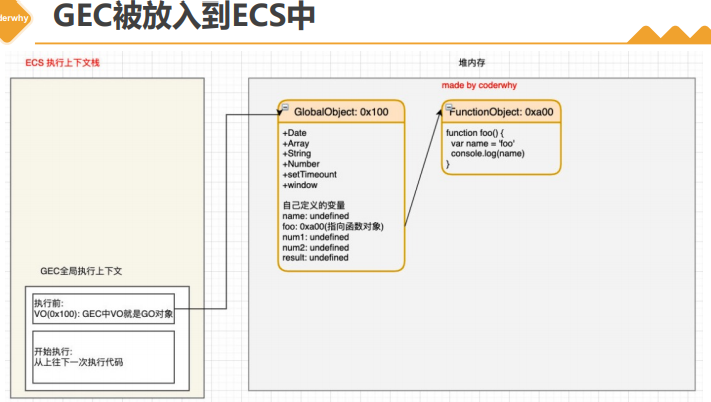 derwhy
GEC被放入到ECS中
ECS 执行上下文栈
堆内存
made by coderwhy
GlobalObject: 0x100
+Date
+Array
+String
+Number
+setTimeount
+window
自己定义的变量
name: undefined
foo: 0xa00(指向函数对象)
num1: undefined
num2: undefined
result: undefined
FunctionObject: 0xa00
function foo() {
var name = 'foo'
console.log(name)
}
GEC全局执行上下文
执行前:
VO(0x100): GEC中VO就是GO对象
开始执行:
从上往下一次执行代码